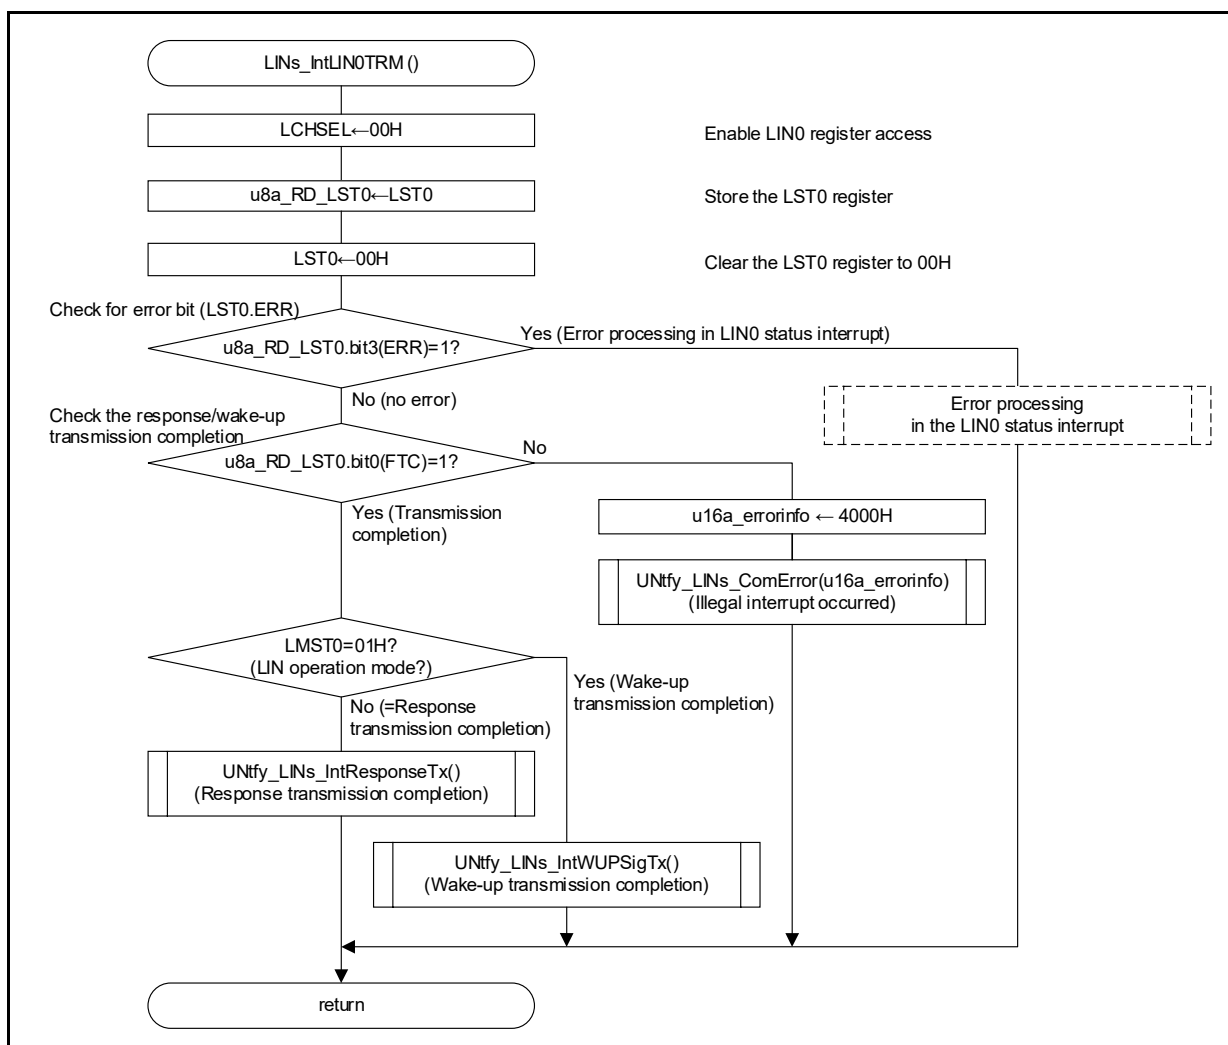 LINs_IntLIN0TRM ()
LCHSEL←00H
Enable LIN0 register access
u8a_RD_LST0←LST0
Store the LST0 register
LST0←00H
Clear the LST0 register to 00H
Check for error bit (LST0.ERR)
u8a_RD_LST0.bit3(ERR)=1?
Yes (Error processing in LIN0 status interrupt)
No (no error)
Error processing
in the LIN0 status interrupt
Check the response/wake-up
transmission completion
u8a_RD_LST0.bit0(FTC)=1?
No
Yes (Transmission
completion)
u16a_errorinfo ← 4000H
UNtfy_LINs_ComError(u16a_errorinfo)
(Illegal interrupt occurred)
LMST0=01H?
(LIN operation mode?)
Yes (Wake-up
transmission completion)
No (=Response
transmission completion)
UNtfy_LINs_IntResponseTx()
(Response transmission completion)
UNtfy_LINs_IntWUPSigTx()
(Wake-up transmission completion)
return